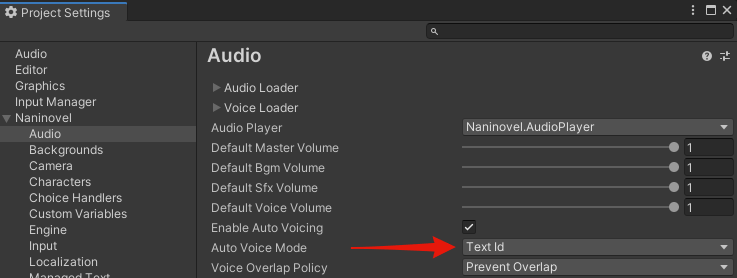 Project Settings
Audio
Editor
Graphics
Input Manager
Naninovel
Audio
Backgrounds
Camera
Characters
Choice Handlers
Custom Variables
Engine
Input
Localization
Managed Text
Audio
Audio Loader
Voice Loader
Audio Player Naninovel.AudioPlayer
Default Master Volume 1
Default Bgm Volume 1
Default Sfx Volume 1
Default Voice Volume 1
Enable Auto Voicing
Auto Voice Mode Text Id
Voice Overlap Policy Prevent Overlap